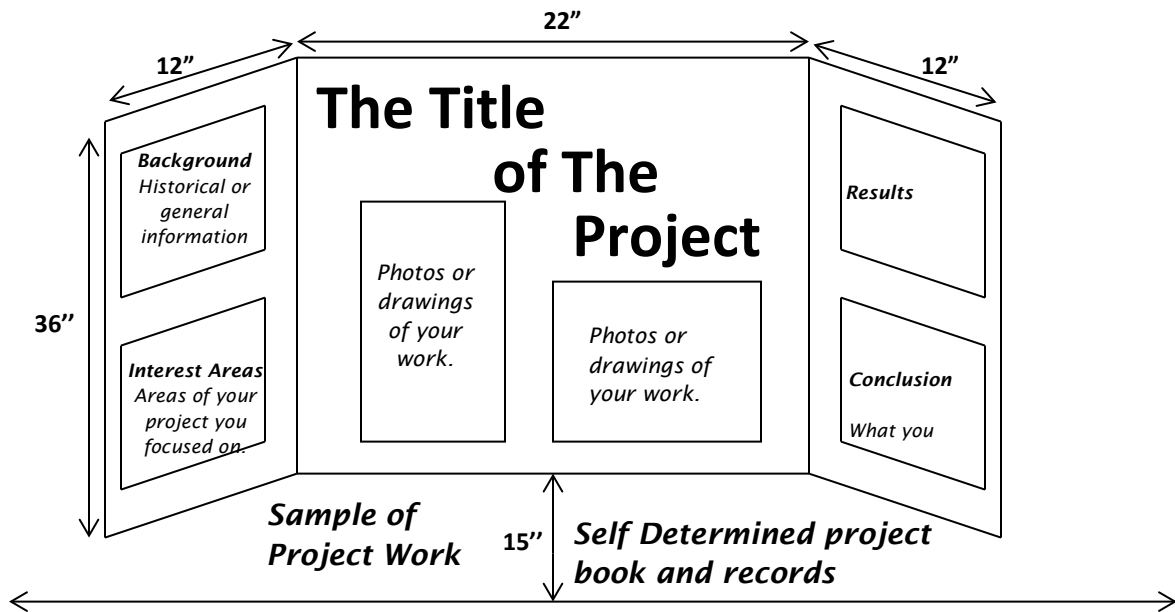 22”
12”
12”
The Title
of The
Project
Background
Historical or
general
information
Results
36’’
Photos or
drawings
of your
work.
Photos or
drawings of
your work.
Interest Areas
Areas of your
project you
focused on.
Conclusion
What you
Sample of
Project Work
15’’
Self Determined project
book and records